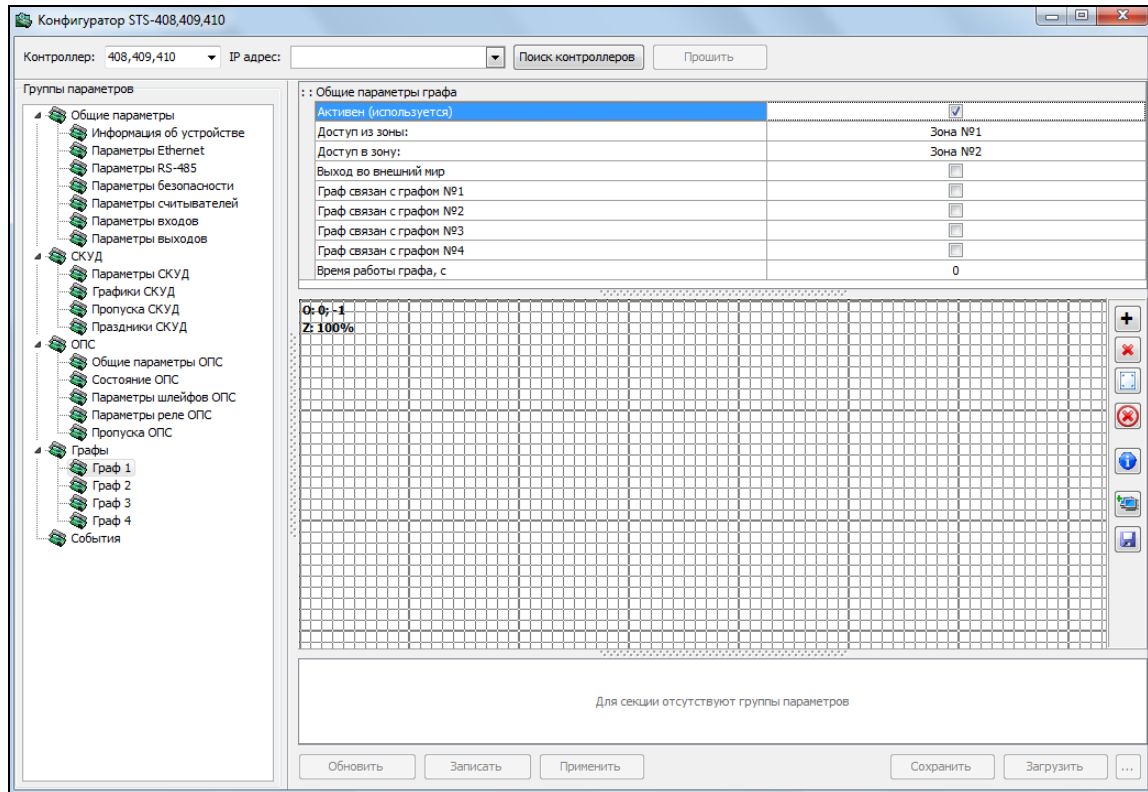 Конфигуратор STS-408,409,410
Контроллер: 408,409,410 IP адрес: Поиск контроллеров Прошить
Группы параметров
Общие параметры
Информация об устройстве
Параметры Ethernet
Параметры RS-485
Параметры безопасности
Параметры считывателей
Параметры входов
Параметры выходов
СКУД
Параметры СКУД
Графики СКУД
Пропуска СКУД
Праздники СКУД
ОПС
Общие параметры ОПС
Состояние ОПС
Параметры шлейфов ОПС
Параметры реле ОПС
Пропуска ОПС
Графы
Граф 1
Граф 2
Граф 3
Граф 4
События
: : Общие параметры графа
Активен (используется)
Доступ из зоны: Зона №1
Доступ в зону: Зона №2
Выход во внешний мир
Граф связан с графом №1
Граф связан с графом №2
Граф связан с графом №3
Граф связан с графом №4
Время работы графа, с 0
O: 0; -1
Z: 100%
Для секции отсутствуют группы параметров
Обновить Записать Применить Сохранить Загрузить ...